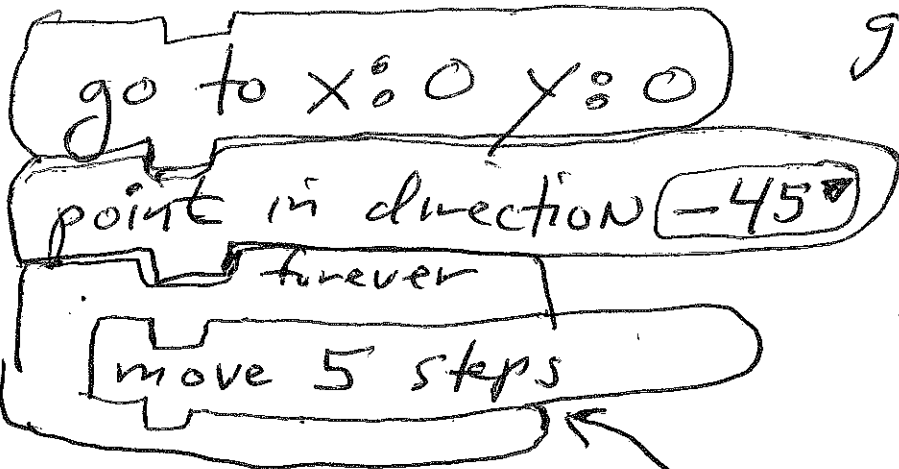 go to x: 0 y: 0
point in direction -45
forever
move 5 steps